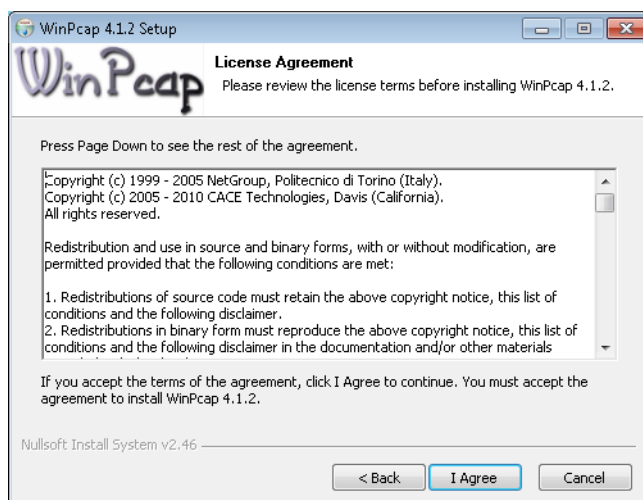 WinPcap 4.1.2 Setup
WinPcap
License Agreement
Please review the license terms before installing WinPcap 4.1.2.
Press Page Down to see the rest of the agreement.
Copyright (c) 1999 - 2005 NetGroup, Politecnico di Torino (Italy).
Copyright (c) 2005 - 2010 CACE Technologies, Davis (California).
All rights reserved.
Redistribution and use in source and binary forms, with or without modification, are
permitted provided that the following conditions are met:
1. Redistributions of source code must retain the above copyright notice, this list of
conditions and the following disclaimer.
2. Redistributions in binary form must reproduce the above copyright notice, this list of
conditions and the following disclaimer in the documentation and/or other materials
If you accept the terms of the agreement, click I Agree to continue. You must accept the
agreement to install WinPcap 4.1.2.
Nullsoft Install System v2.46
< Back
I Agree
Cancel